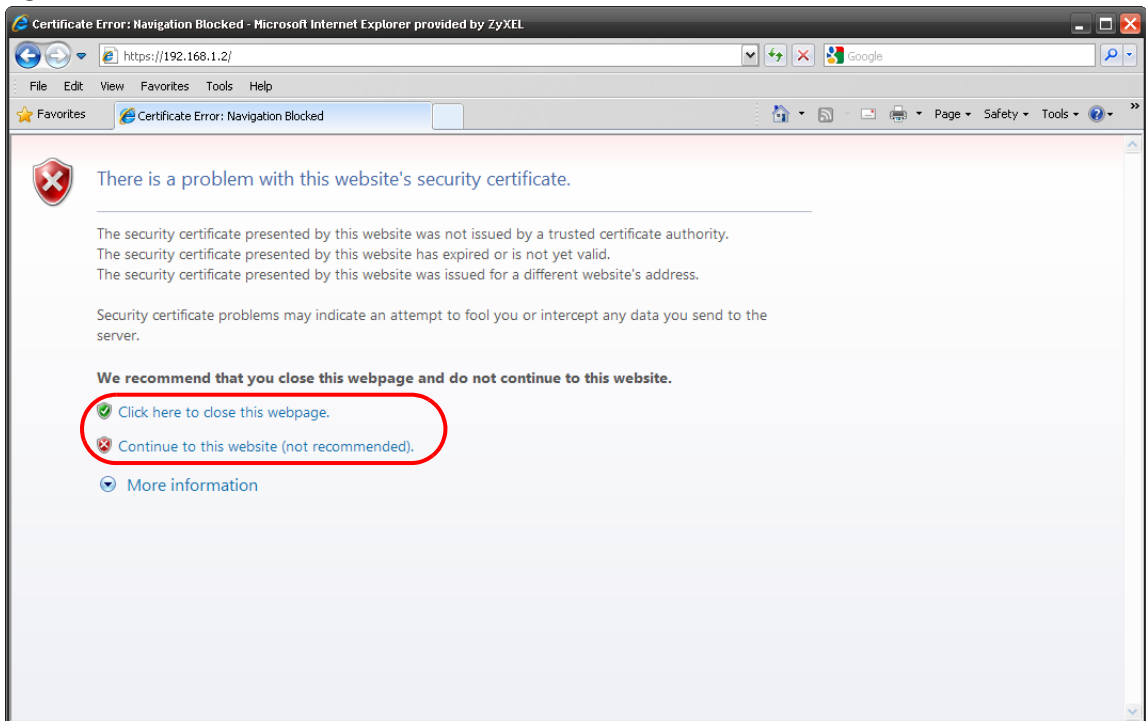 Certificate Error: Navigation Blocked - Microsoft Internet Explorer provided by ZyXEL
https://192.168.1.2/
Google
File Edit View Favorites Tools Help
Favorites
Certificate Error: Navigation Blocked
Page Safety Tools
There is a problem with this website's security certificate.
The security certificate presented by this website was not issued by a trusted certificate authority.
The security certificate presented by this website has expired or is not yet valid.
The security certificate presented by this website was issued for a different website's address.
Security certificate problems may indicate an attempt to fool you or intercept any data you send to the
server.
We recommend that you close this webpage and do not continue to this website.
Click here to close this webpage.
Continue to this website (not recommended).
More information